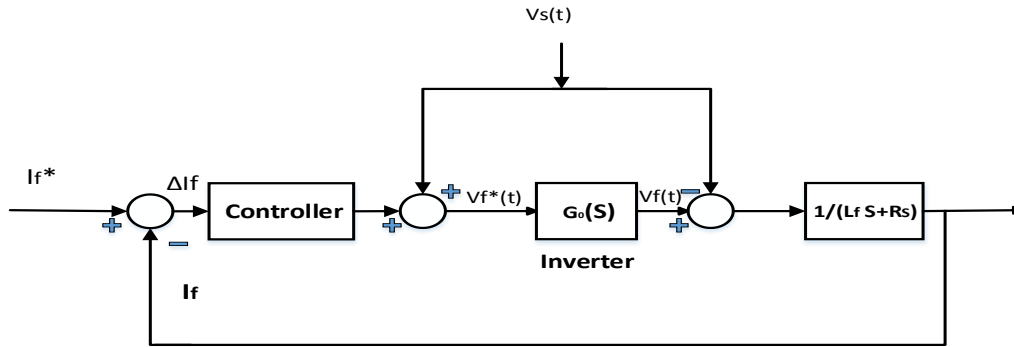 Vs(t)
If*
ΔIf
+
−
Controller
+
+
Vf*(t)
G₀(S)
Inverter
Vf(t)
−
+
1/(Lf S+Rs)
If